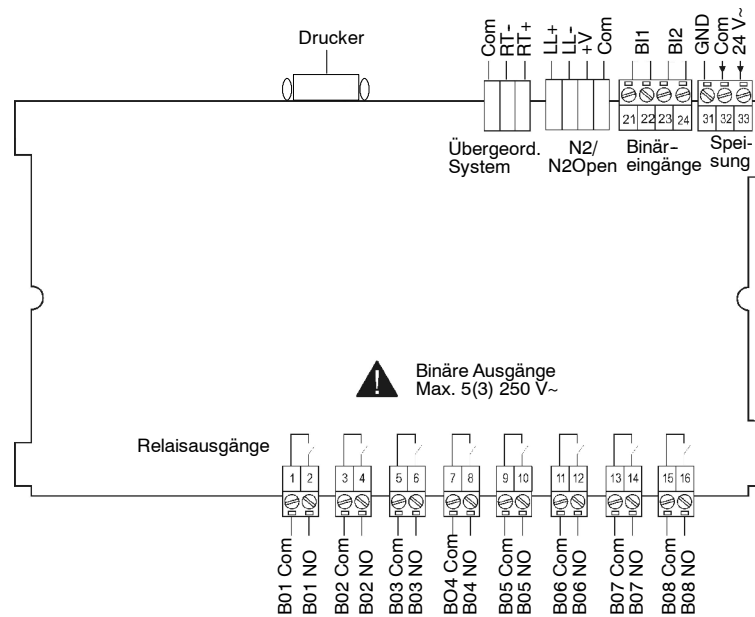 Drucker
Com
RT-
RT+
LL+
LL-
+V
Com
BI1
BI2
GND
Com
24 V~
21 22 23 24
31 32 33
Übergeord.
System
N2/
N2Open
Binär-
eingänge
Spei-
sung
Binäre Ausgänge
Max. 5(3) 250 V~
Relaisausgänge
1 2 3 4 5 6 7 8 9 10 11 12 13 14 15 16
B01 Com
B01 NO
B02 Com
B02 NO
B03 Com
B03 NO
BO4 Com
B04 NO
B05 Com
B05 NO
B06 Com
B06 NO
B07 Com
B07 NO
B08 Com
B08 NO